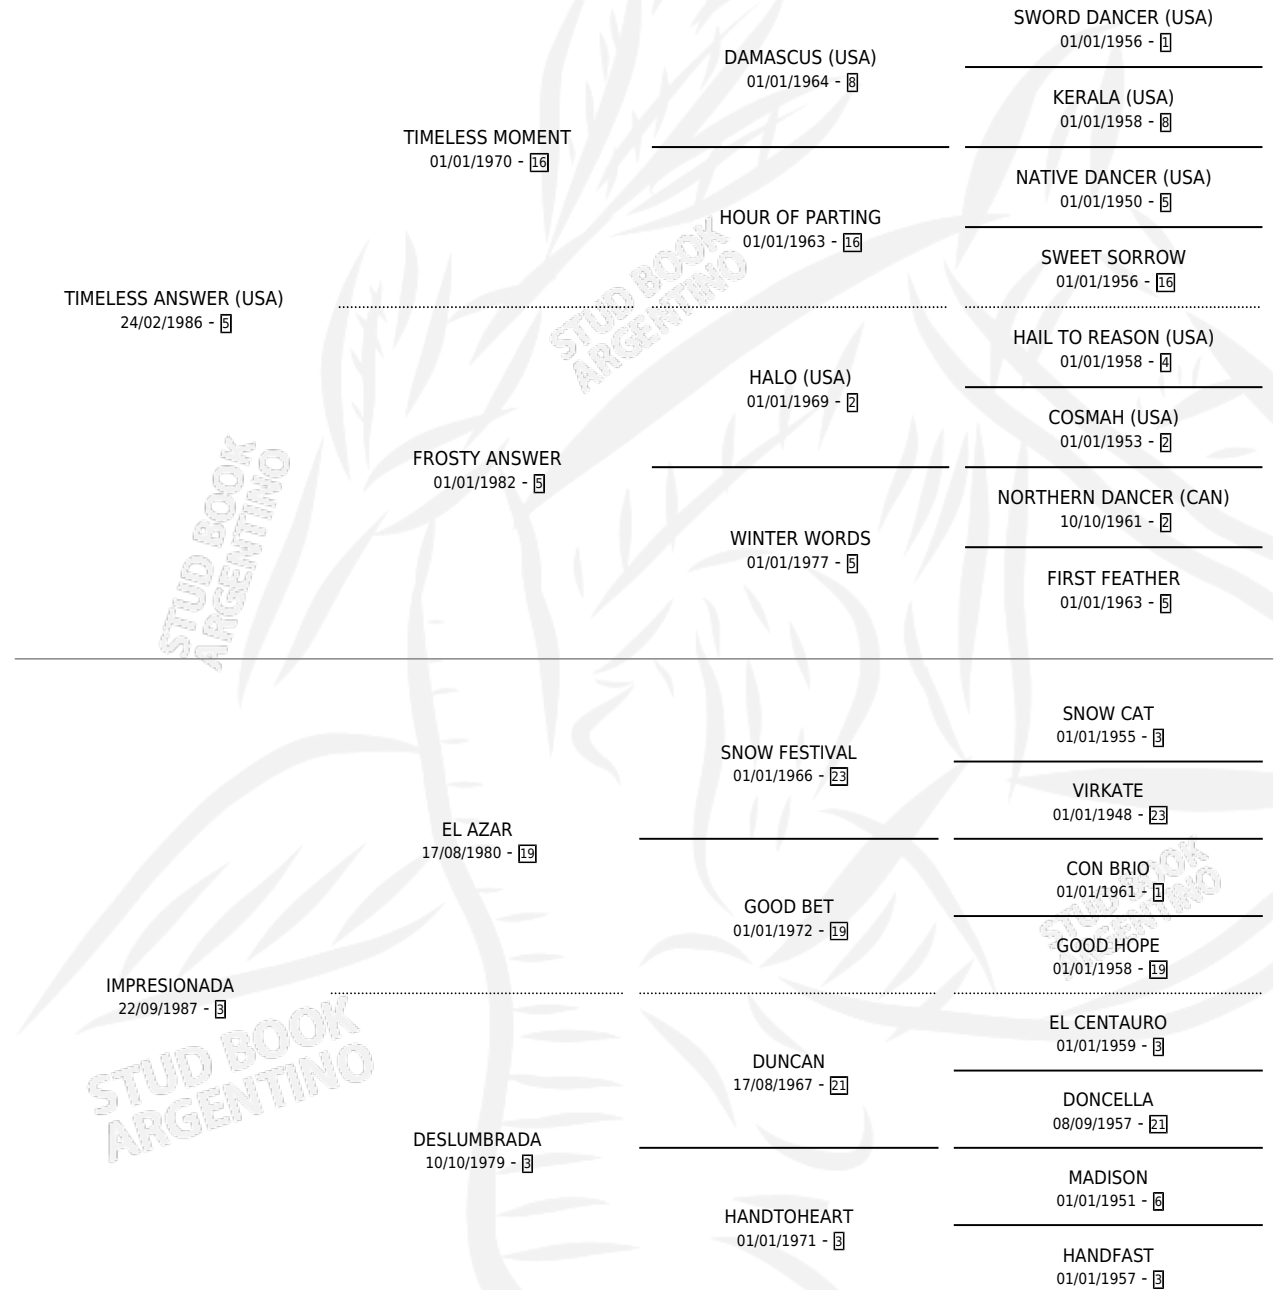 SWORD DANCER (USA)
01/01/1956 - 1
DAMASCUS (USA)
01/01/1964 - 8
KERALA (USA)
01/01/1958 - 8
TIMELESS MOMENT
01/01/1970 - 16
NATIVE DANCER (USA)
01/01/1950 - 5
HOUR OF PARTING
01/01/1963 - 16
SWEET SORROW
01/01/1956 - 16
TIMELESS ANSWER (USA)
24/02/1986 - 5
HAIL TO REASON (USA)
01/01/1958 - 4
HALO (USA)
01/01/1969 - 2
COSMAH (USA)
01/01/1953 - 2
FROSTY ANSWER
01/01/1982 - 5
NORTHERN DANCER (CAN)
10/10/1961 - 2
WINTER WORDS
01/01/1977 - 5
FIRST FEATHER
01/01/1963 - 5
SNOW CAT
01/01/1955 - 3
SNOW FESTIVAL
01/01/1966 - 23
VIRKATE
01/01/1948 - 23
EL AZAR
17/08/1980 - 19
CON BRIO
01/01/1961 - 1
GOOD BET
01/01/1972 - 19
GOOD HOPE
01/01/1958 - 19
IMPRESIONADA
22/09/1987 - 3
EL CENTAURO
01/01/1959 - 3
DUNCAN
17/08/1967 - 21
DONCELLA
08/09/1957 - 21
DESLUMBRADA
10/10/1979 - 3
MADISON
01/01/1951 - 6
HANDTOHEART
01/01/1971 - 3
HANDFAST
01/01/1957 - 3
STUD BOOK
ARGENTINO
STUD BOOK
ARGENTINO
STUD BOOK
ARGENTINO
STUD BOOK
ARGENTINO